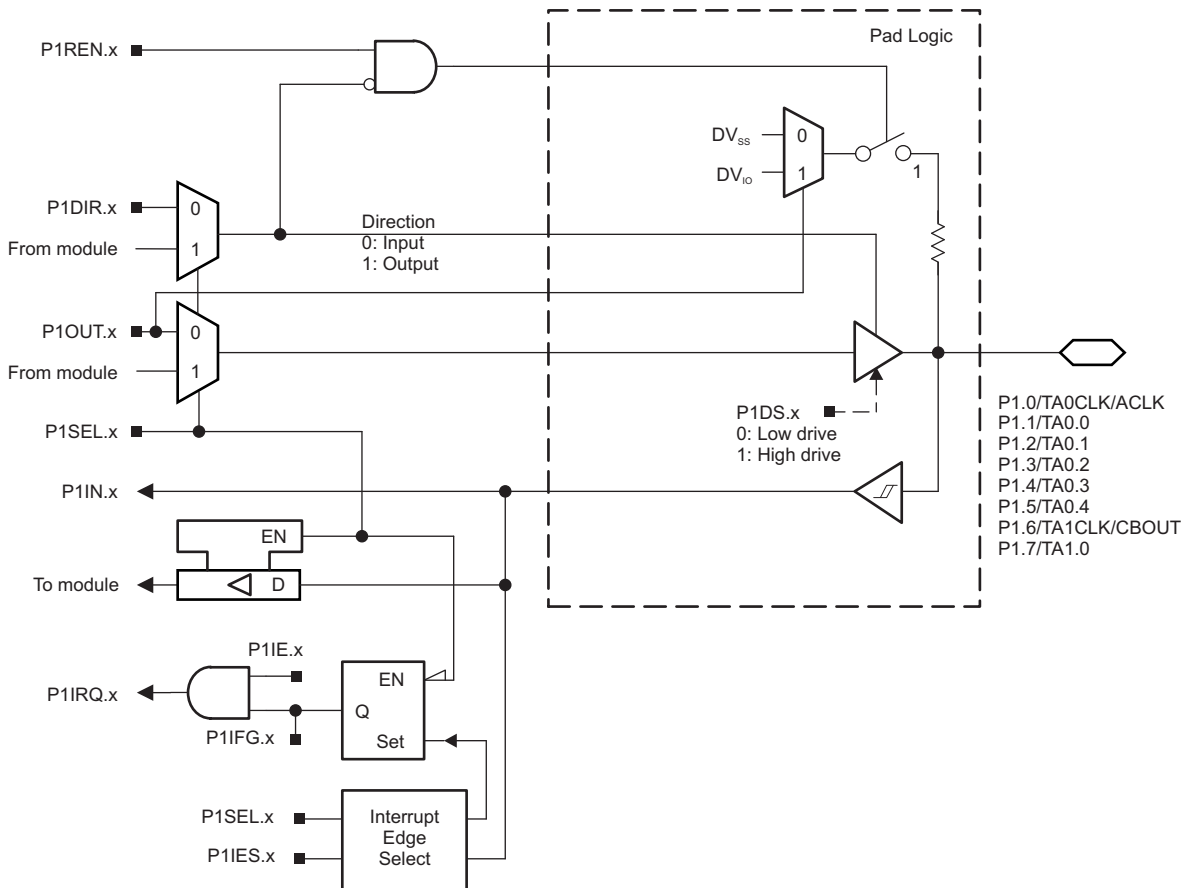 Pad Logic
P1REN.x
DVSS
0
DVIO
1
1
P1DIR.x
0
From module
1
Direction
0: Input
1: Output
P1OUT.x
0
From module
1
P1DS.x
0: Low drive
1: High drive
P1SEL.x
P1.0/TA0CLK/ACLK
P1.1/TA0.0
P1.2/TA0.1
P1.3/TA0.2
P1.4/TA0.3
P1.5/TA0.4
P1.6/TA1CLK/CBOUT
P1.7/TA1.0
P1IN.x
EN
To module
D
P1IE.x
P1IRQ.x
EN
Q
P1IFG.x
Set
P1SEL.x
P1IES.x
Interrupt
Edge
Select